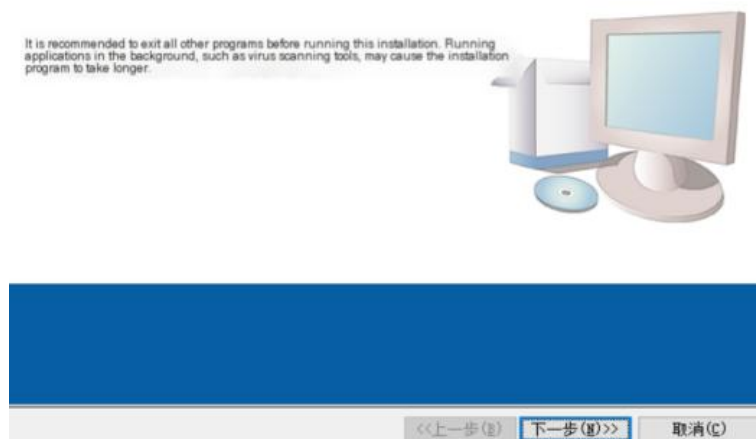 It is recommended to exit all other programs before running this installation. Running
applications in the background, such as virus scanning tools, may cause the installation
program to take longer.
<<上一步(B)
下一步(N)>>
取消(C)